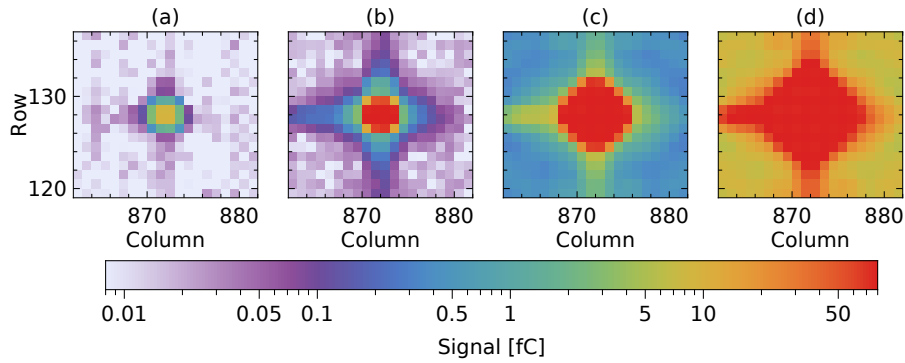 (a) (b) (c) (d)
Row
130
120
870 880 870 880 870 880 870 880
Column Column Column Column
0.01 0.05 0.1 0.5 1 5 10 50
Signal [fC]